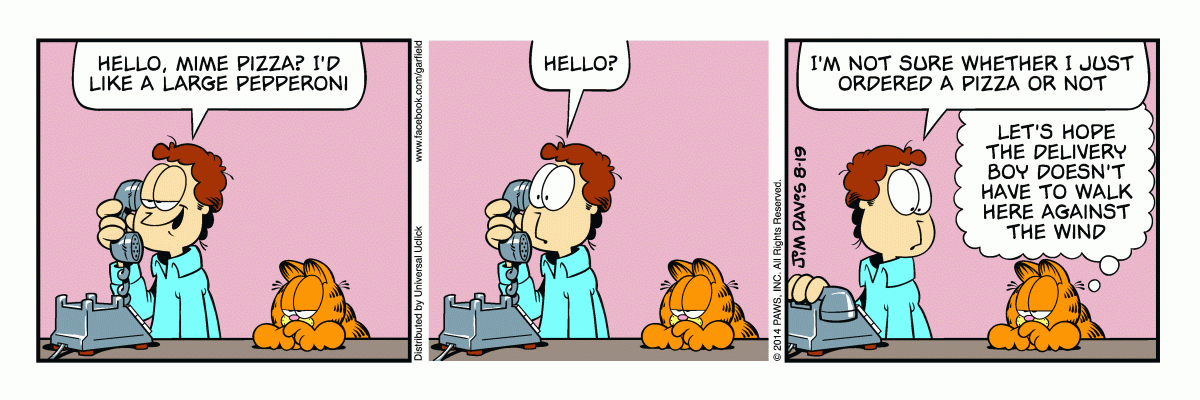 HELLO, MIME PIZZA? I'D
LIKE A LARGE PEPPERONI
www.facebook.com/garfield
Distributed by Universal Uclick
HELLO?
© 2014 PAWS, INC. All Rights Reserved.
I'M NOT SURE WHETHER I JUST
ORDERED A PIZZA OR NOT
JIM DAVIS 8-19
LET'S HOPE
THE DELIVERY
BOY DOESN'T
HAVE TO WALK
HERE AGAINST
THE WIND